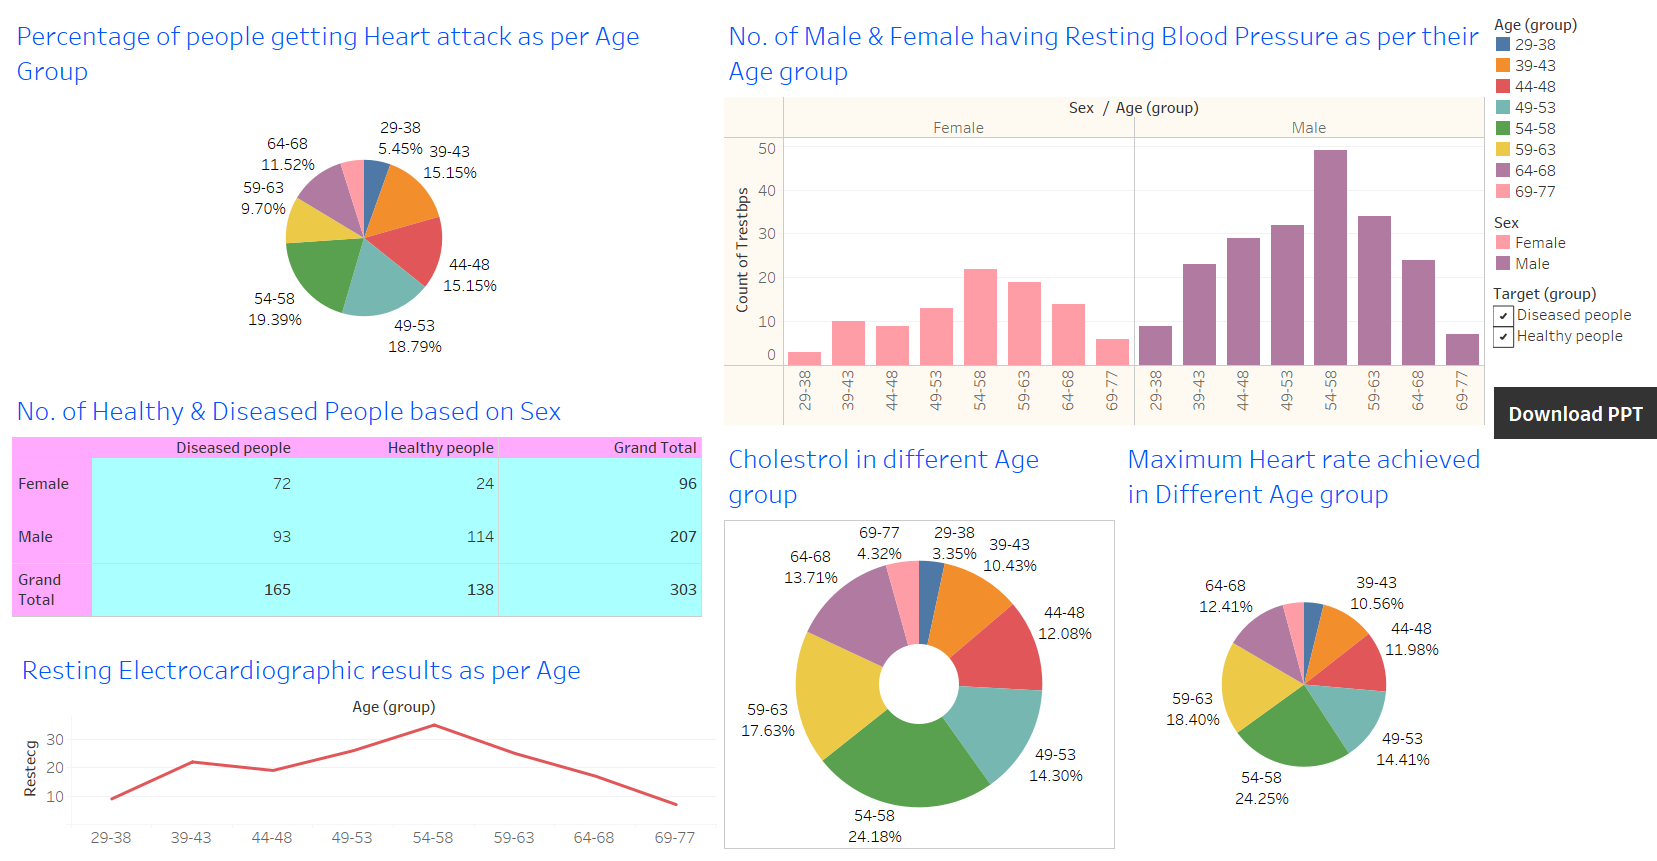 Percentage of people getting Heart attack as per Age
Group
29-38
5.45%
39-43
15.15%
44-48
15.15%
49-53
18.79%
54-58
19.39%
59-63
9.70%
64-68
11.52%
No. of Male & Female having Resting Blood Pressure as per their
Age group
Sex / Age (group)
Female
Male
Count of Trestbps
50
40
30
20
10
0
29-38
39-43
44-48
49-53
54-58
59-63
64-68
69-77
29-38
39-43
44-48
49-53
54-58
59-63
64-68
69-77
Age (group)
29-38
39-43
44-48
49-53
54-58
59-63
64-68
69-77
Sex
Female
Male
Target (group)
Diseased people
Healthy people
Download PPT
No. of Healthy & Diseased People based on Sex
Diseased people Healthy people Grand Total
Female 72 24 96
Male 93 114 207
Grand
Total 165 138 303
Resting Electrocardiographic results as per Age
Age (group)
Restecg
30
20
10
29-38 39-43 44-48 49-53 54-58 59-63 64-68 69-77
Cholestrol in different Age
group
29-38
3.35%
39-43
10.43%
44-48
12.08%
49-53
14.30%
54-58
24.18%
59-63
17.63%
64-68
13.71%
69-77
4.32%
Maximum Heart rate achieved
in Different Age group
39-43
10.56%
44-48
11.98%
49-53
14.41%
54-58
24.25%
59-63
18.40%
64-68
12.41%